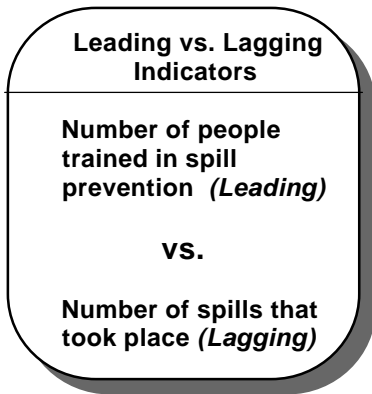 Leading vs. Lagging
Indicators
Number of people
trained in spill
prevention (Leading)
vs.
Number of spills that
took place (Lagging)